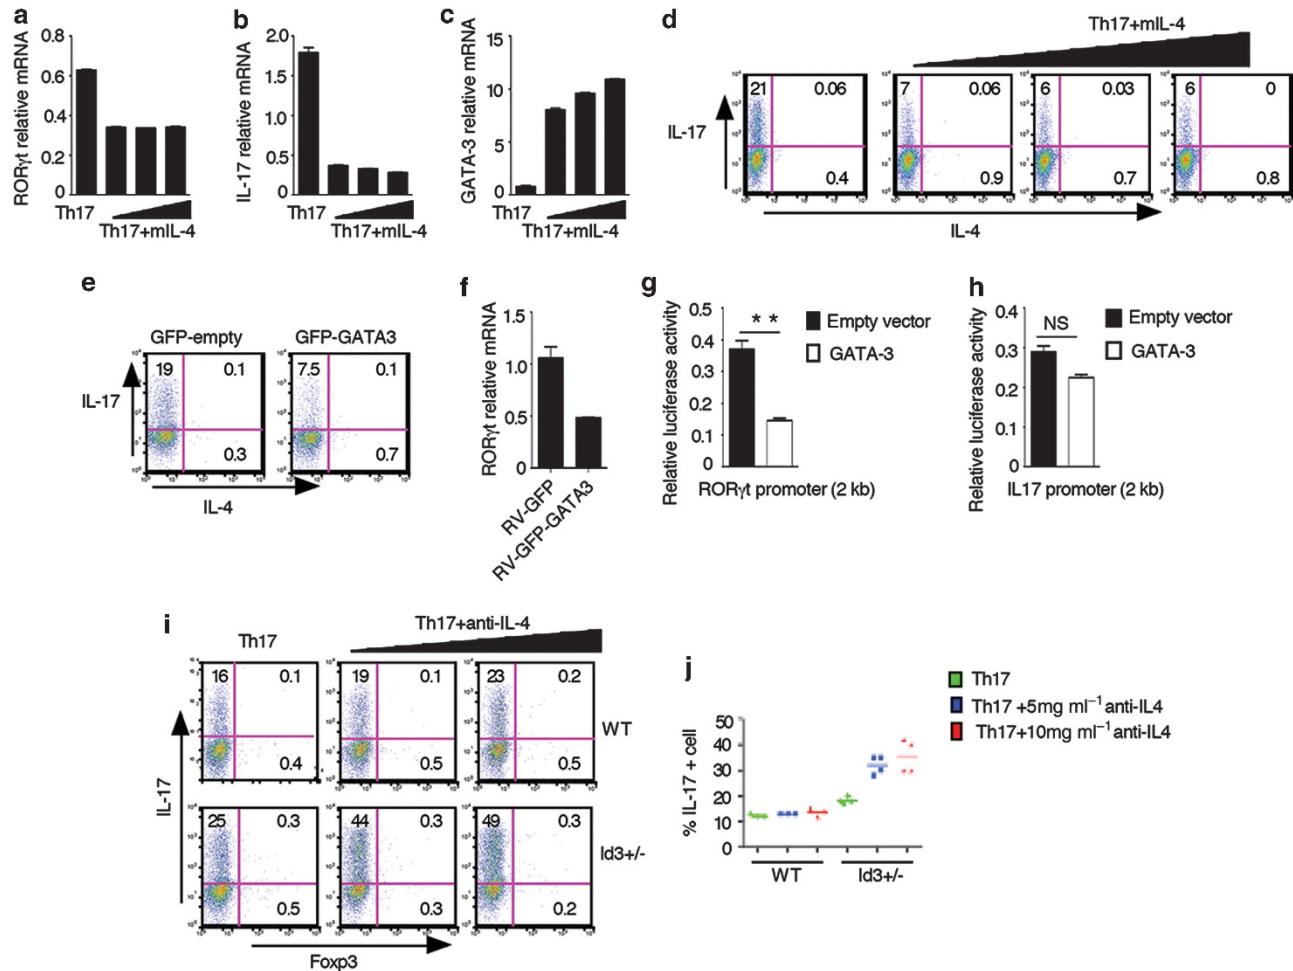 a
RORγt relative mRNA
0.8
0.6
0.4
0.2
0
Th17
Th17+mIL-4
b
IL-17 relative mRNA
2.0
1.5
1.0
0.5
0
Th17
Th17+mIL-4
c
GATA-3 relative mRNA
15
10
5
0
Th17
Th17+mIL-4
d
Th17+mIL-4
IL-17
21 0.06
0.4
7 0.06
0.9
6 0.03
0.7
6 0
0.8
IL-4
e
GFP-empty
GFP-GATA3
IL-17
19 0.1
0.3
7.5 0.1
0.7
IL-4
f
RORγt relative mRNA
1.5
1.0
0.5
0
RV-GFP
RV-GFP-GATA3
g
Relative luciferase activity
0.5
0.4
0.3
0.2
0.1
0
* *
Empty vector
GATA-3
RORγt promoter (2 kb)
h
Relative luciferase activity
0.4
0.3
0.2
0.1
0
NS
Empty vector
GATA-3
IL17 promoter (2 kb)
i
Th17
Th17+anti-IL-4
16 0.1
0.4
19 0.1
0.5
23 0.2
0.5
WT
IL-17
25 0.3
0.5
44 0.3
0.3
49 0.3
0.2
Id3+/-
Foxp3
j
% IL-17 + cell
50
40
30
20
10
0
WT
Id3+/-
Th17
Th17 +5mg ml⁻¹ anti-IL4
Th17+10mg ml⁻¹ anti-IL4